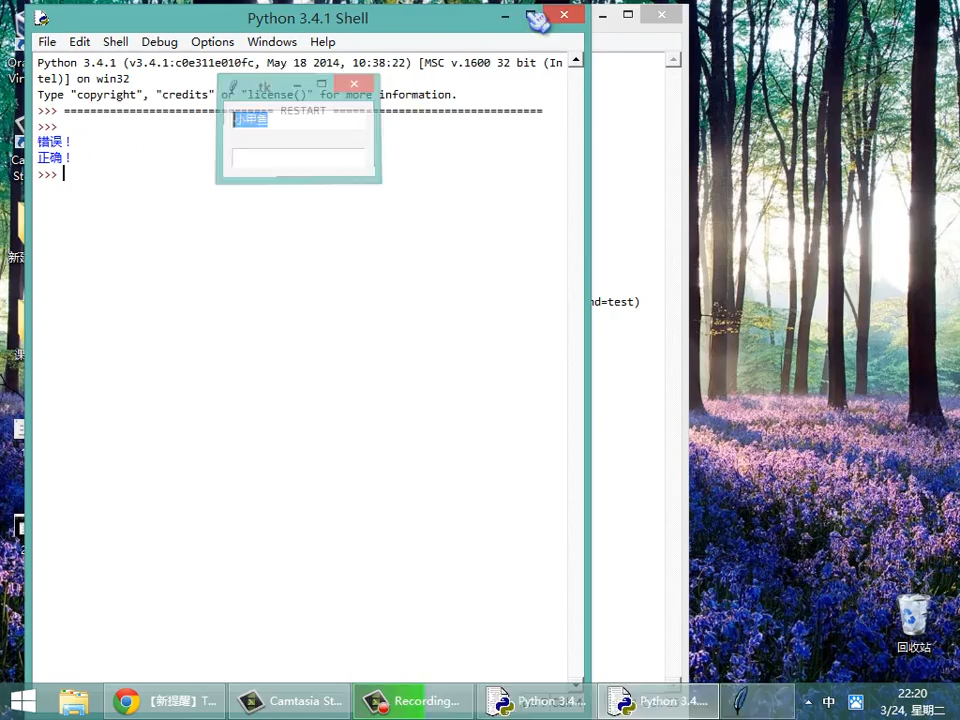 Python 3.4.1 Shell
File Edit Shell Debug Options Windows Help
Python 3.4.1 (v3.4.1:c0e311e010fc, May 18 2014, 10:38:22) [MSC v.1600 32 bit (In
tel)] on win32
Type "copyright", "credits" or "license()" for more information.
>>> ================================ RESTART ================================
>>>
错误！
正确！
>>>
tk
小甲鱼
nd=test)
回收站
【新提醒】T...
Camtasia St...
Recording...
Python 3.4....
Python 3.4....
中
22:20
3/24, 星期二